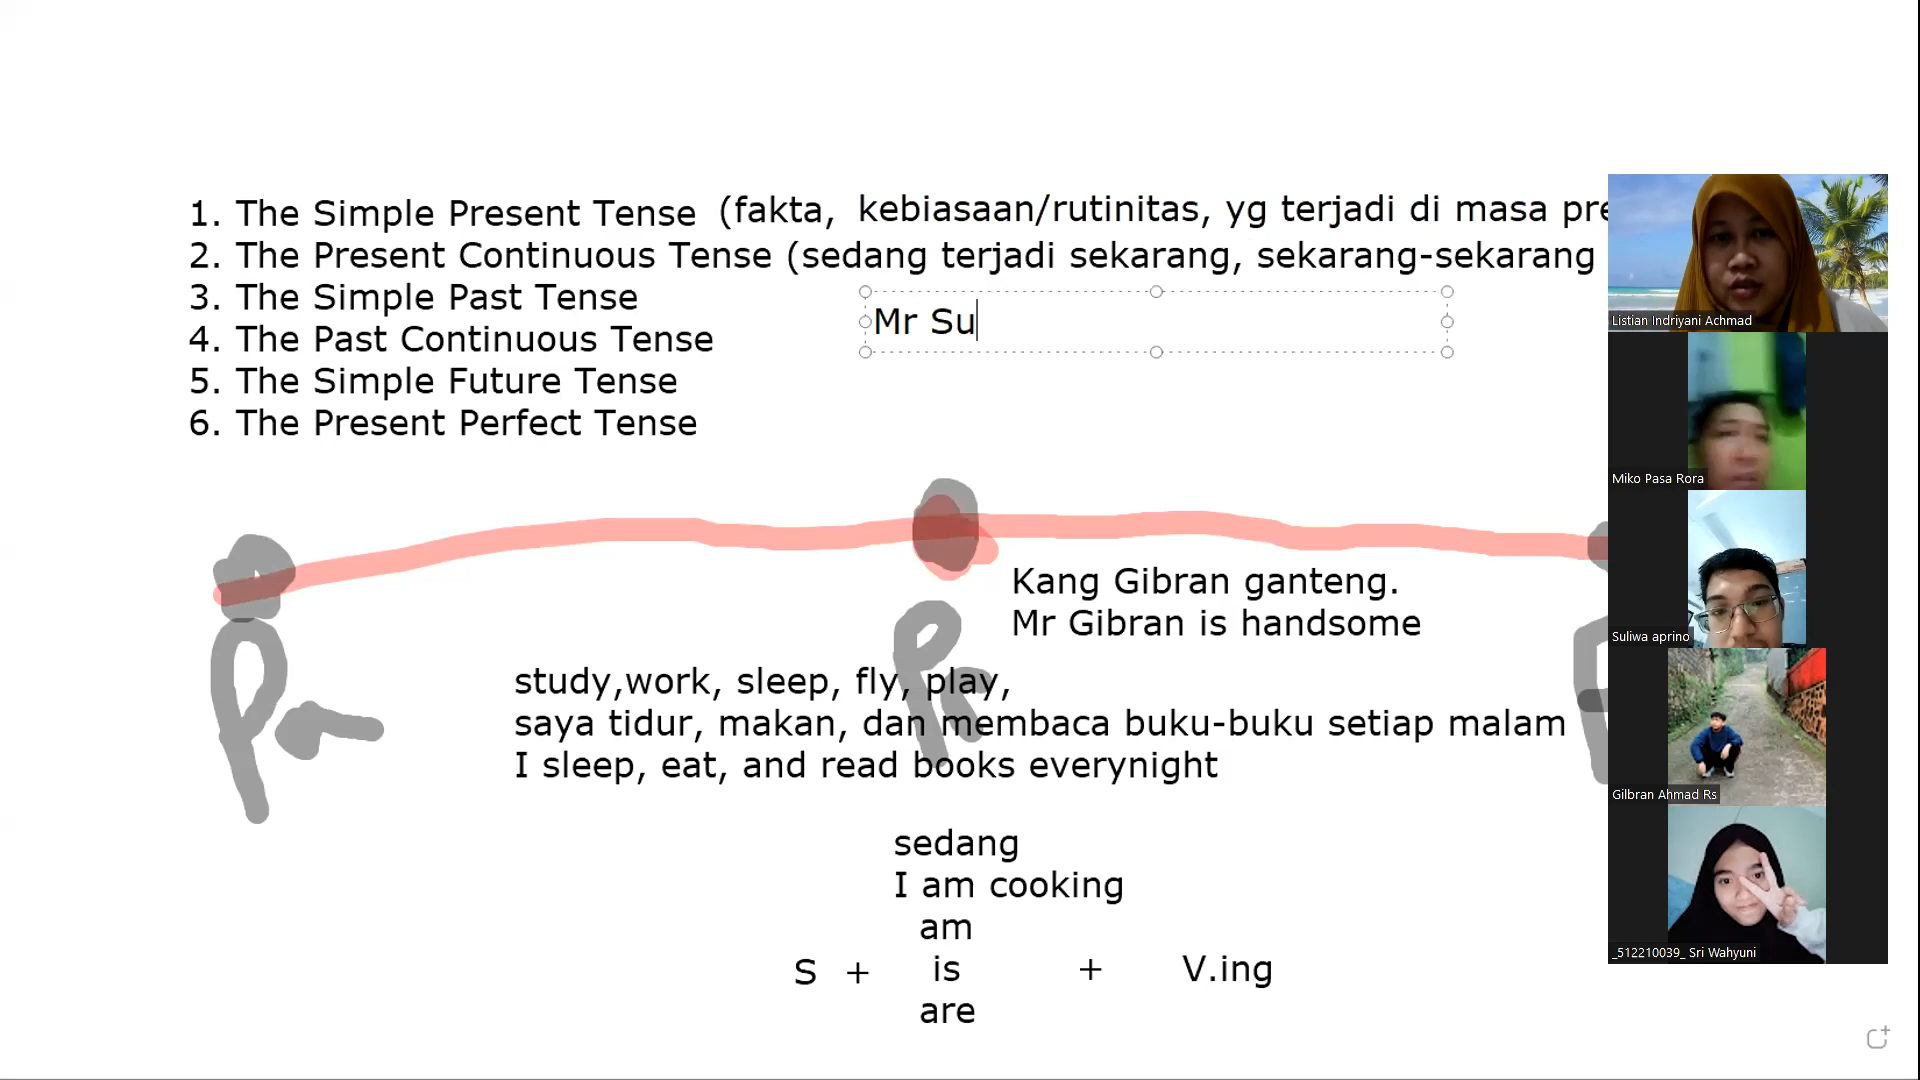 1. The Simple Present Tense (fakta, kebiasaan/rutinitas, yg terjadi di masa
2. The Present Continuous Tense (sedang terjadi sekarang, sekarang-sekarang
3. The Simple Past Tense
Mr Su
4. The Past Continuous Tense
5. The Simple Future Tense
6. The Present Perfect Tense
Kang Gibran ganteng.
Mr Gibran is handsome
study,work, sleep, fly, play,
saya tidur, makan, dan membaca buku-buku setiap malam
I sleep, eat, and read books everynight
sedang
I am cooking
am
S + is + V.ing
are
Listian Indriyani Achmad
Miko Pasa Rora
Suliwa aprino
Gilbran Ahmad Rs
_512210039_ Sri Wahyuni